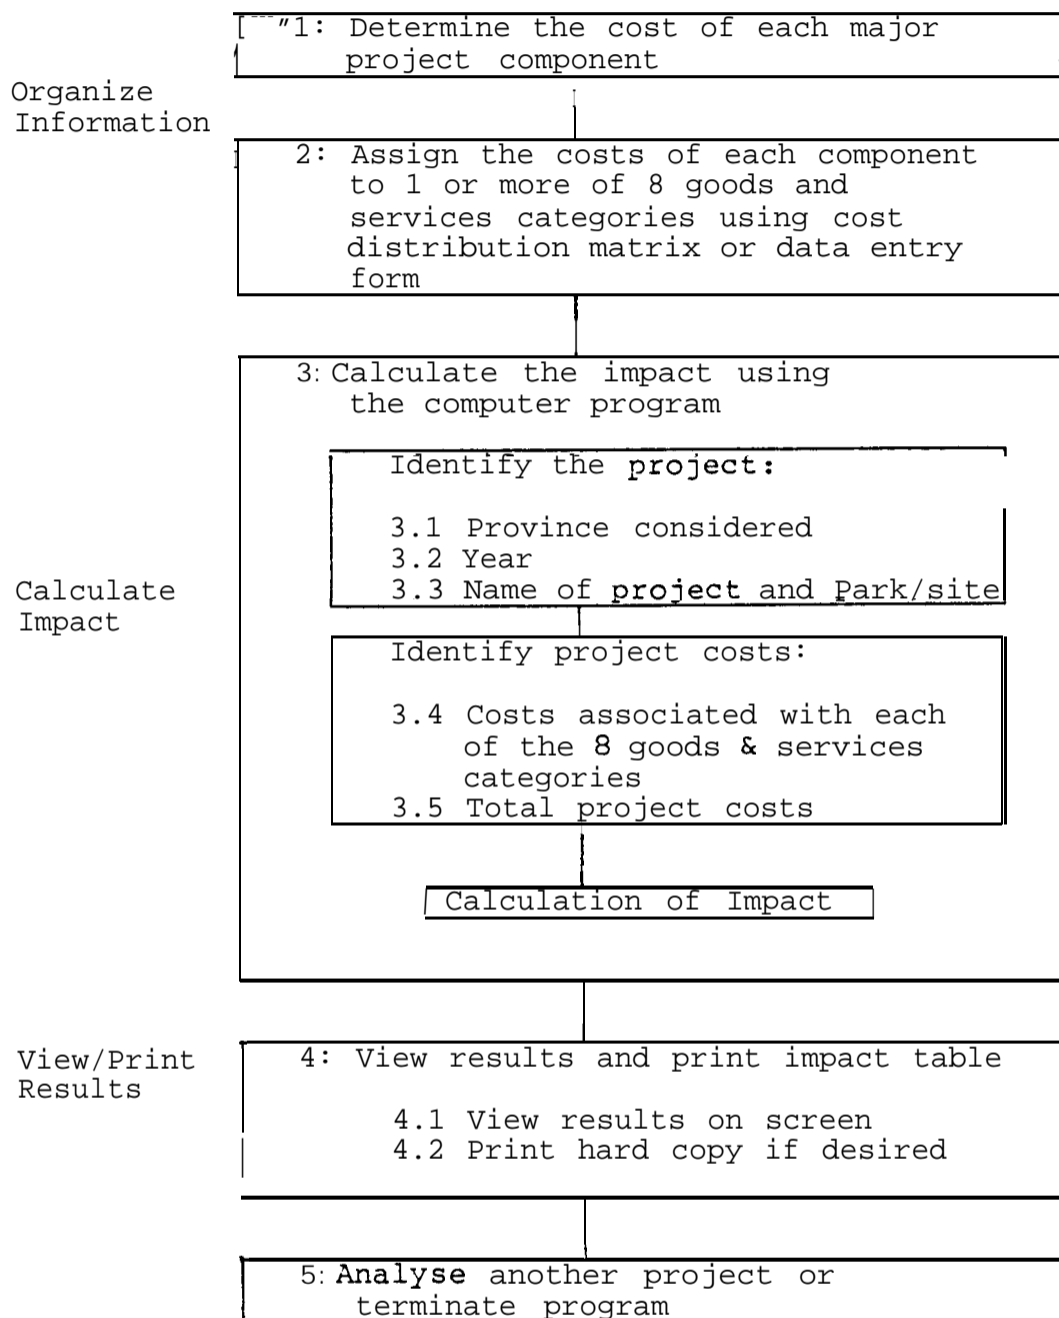 1: Determine the cost of each major
project component
Organize
Information
2: Assign the costs of each component
to 1 or more of 8 goods and
services categories using cost
distribution matrix or data entry
form
3: Calculate the impact using
the computer program
Identify the project:
3.1 Province considered
3.2 Year
3.3 Name of project and Park/site
Calculate
Impact
Identify project costs:
3.4 Costs associated with each
of the 8 goods & services
categories
3.5 Total project costs
Calculation of Impact
View/Print
Results
4: View results and print impact table
4.1 View results on screen
4.2 Print hard copy if desired
5: Analyse another project or
terminate program